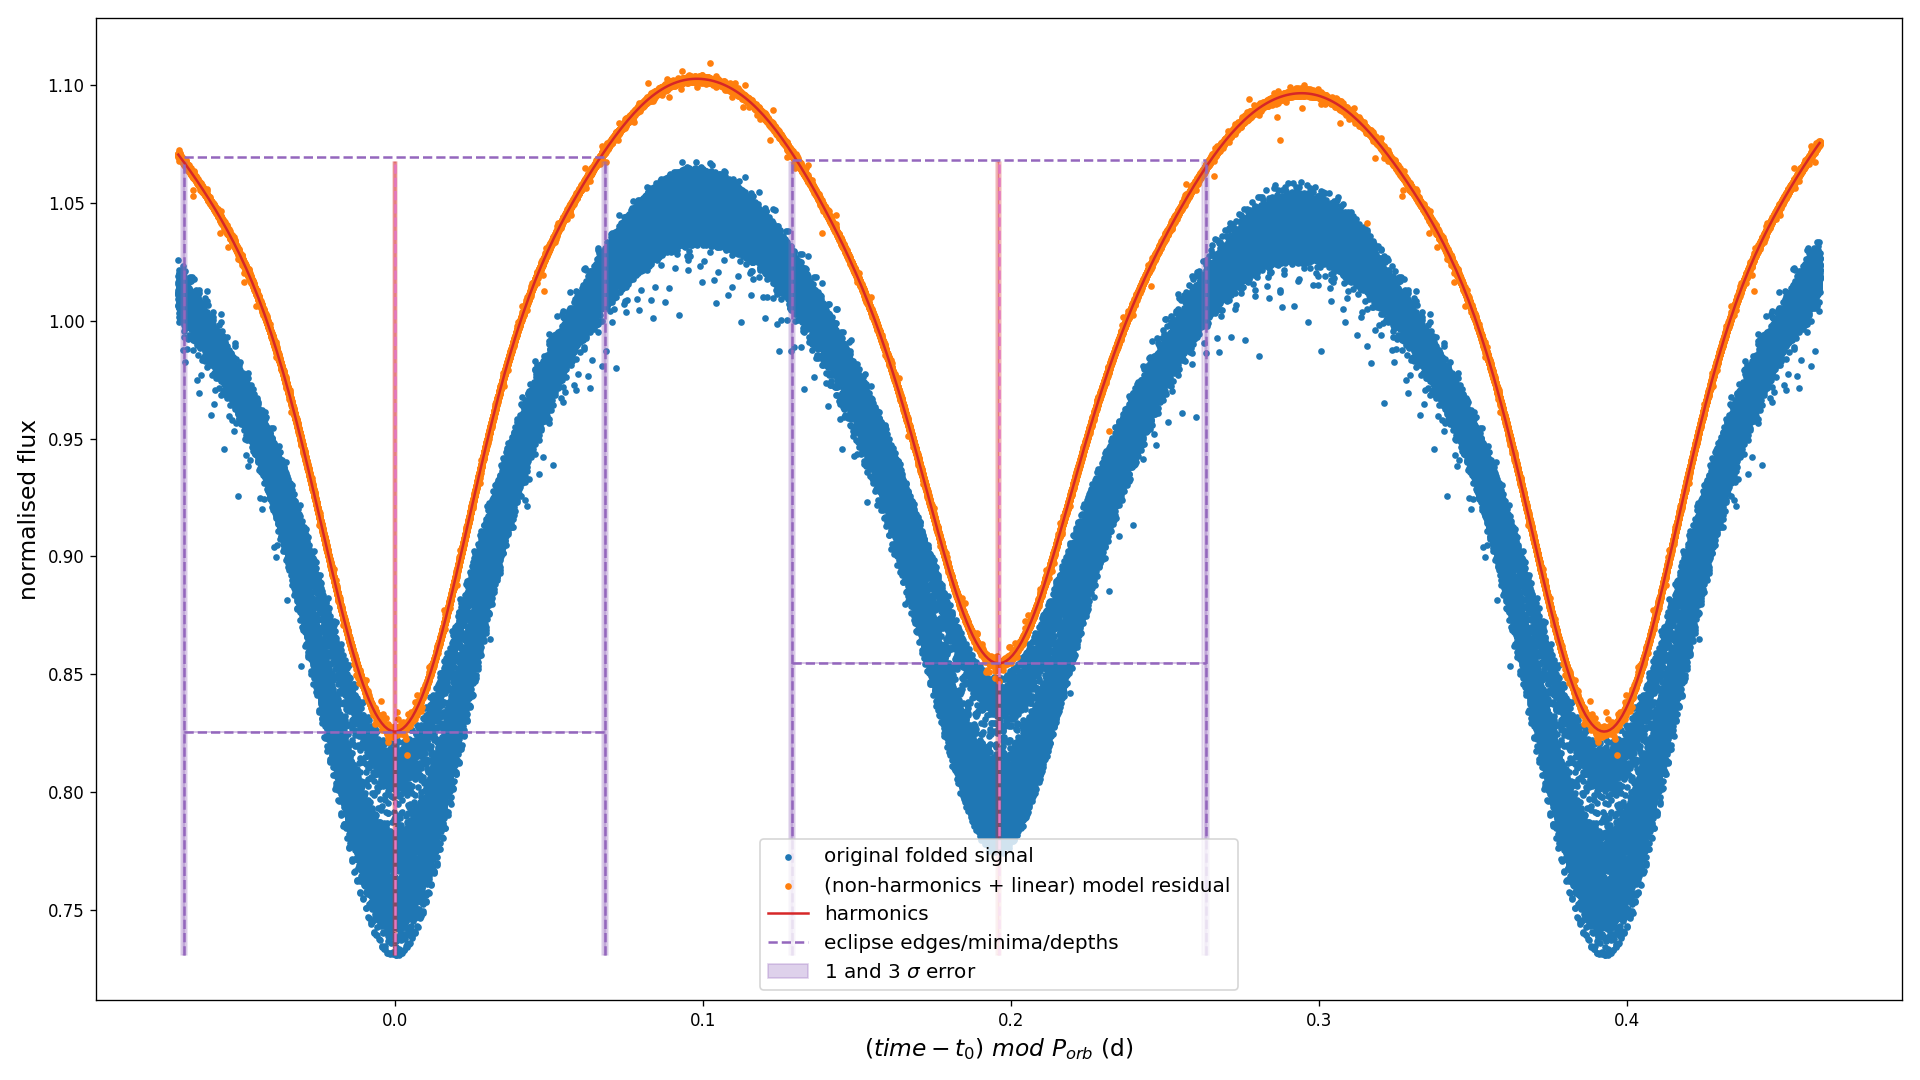 normalised flux
1.10
1.05
1.00
0.95
0.90
0.85
0.80
0.75
original folded signal
(non-harmonics + linear) model residual
harmonics
eclipse edges/minima/depths
1 and 3 σ error
0.0 0.1 0.2 0.3 0.4
(time − t₀) mod P_orb (d)